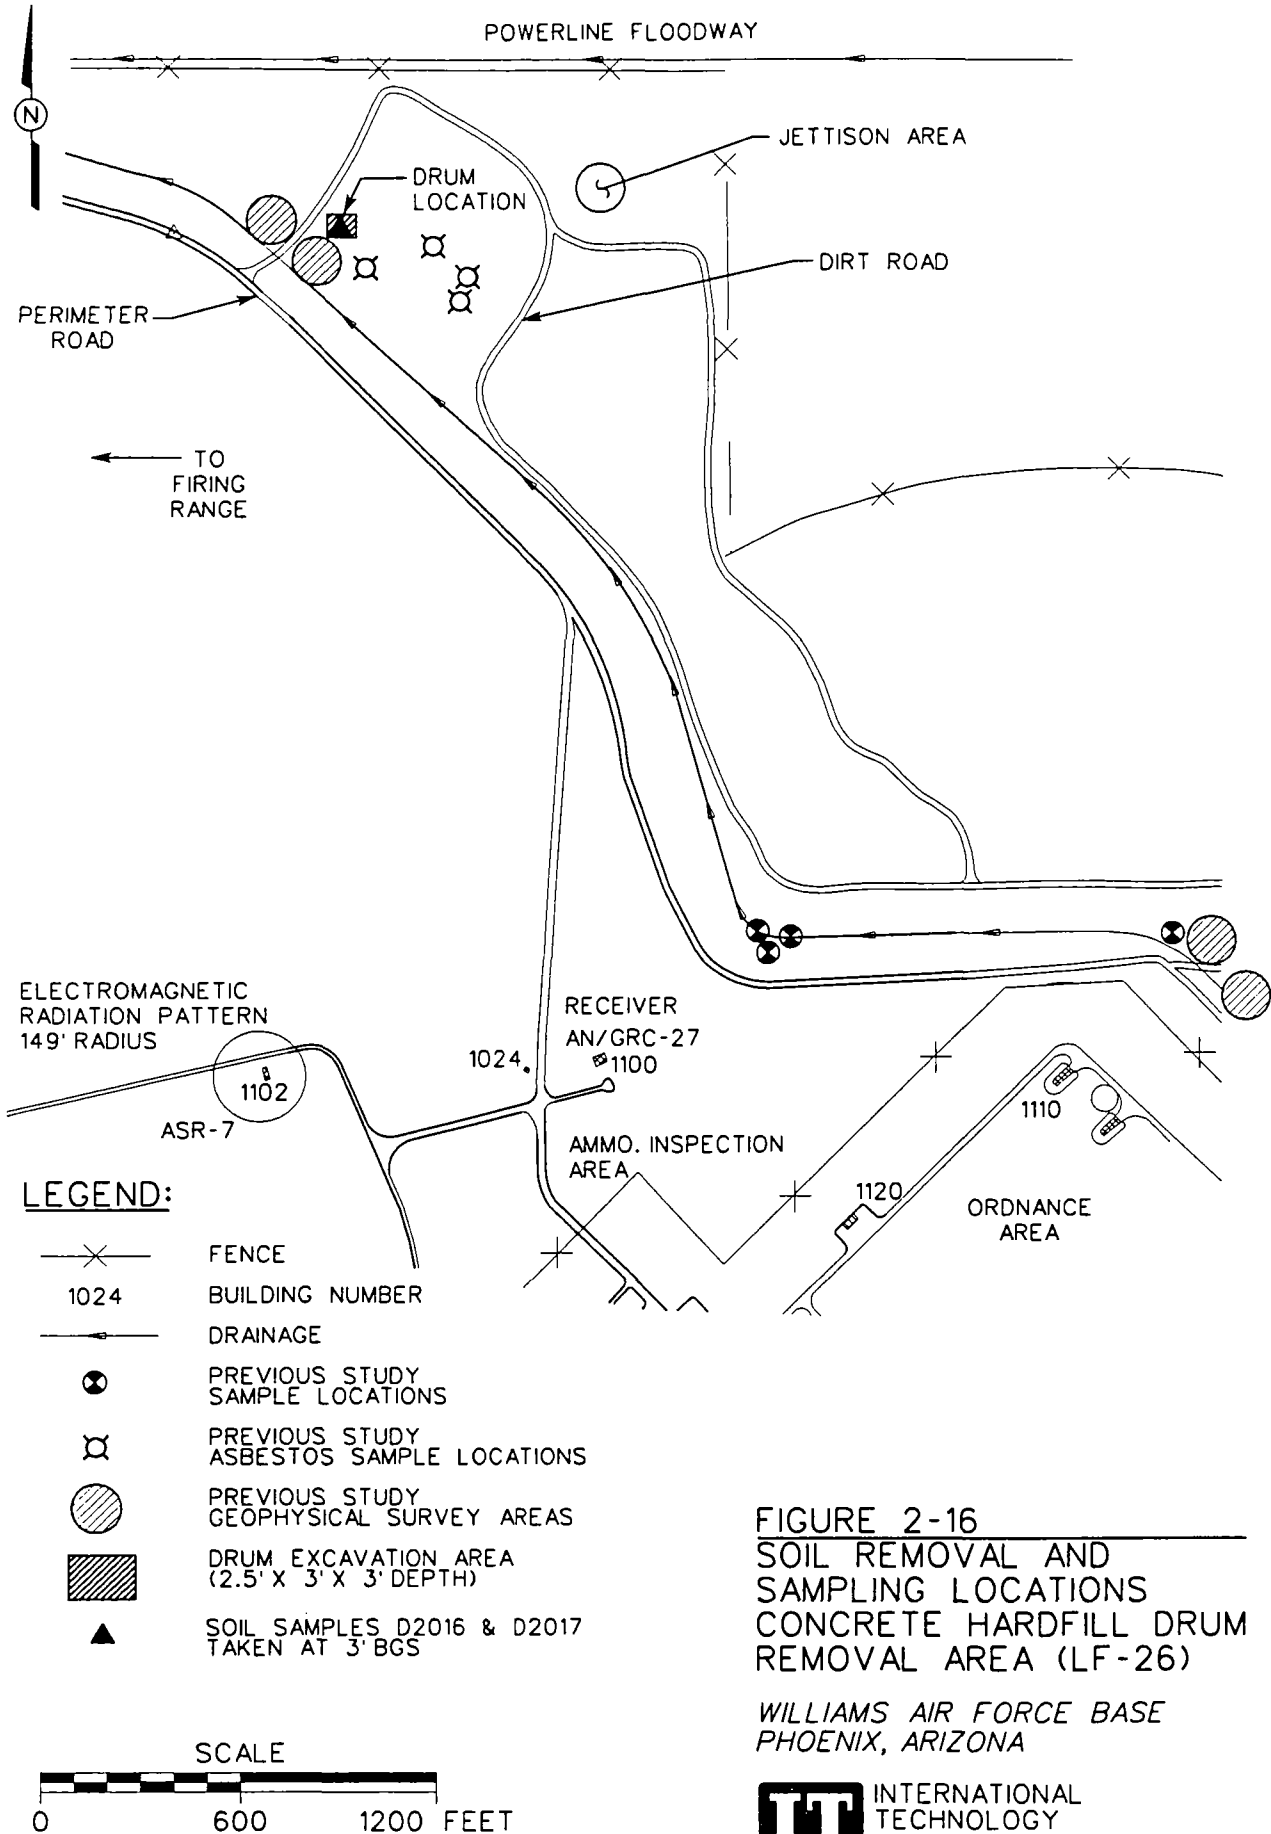 POWERLINE FLOODWAY
N
JETTISON AREA
DRUM
LOCATION
DIRT ROAD
PERIMETER
ROAD
TO
FIRING
RANGE
ELECTROMAGNETIC
RADIATION PATTERN
149' RADIUS
RECEIVER
AN/GRC-27
1024
1100
1102
ASR-7
1110
AMMO. INSPECTION
AREA
1120
ORDNANCE
AREA
LEGEND:
FENCE
1024 BUILDING NUMBER
DRAINAGE
PREVIOUS STUDY
SAMPLE LOCATIONS
PREVIOUS STUDY
ASBESTOS SAMPLE LOCATIONS
PREVIOUS STUDY
GEOPHYSICAL SURVEY AREAS
DRUM EXCAVATION AREA
(2.5' X 3' X 3' DEPTH)
SOIL SAMPLES D2016 & D2017
TAKEN AT 3' BGS
SCALE
0 600 1200 FEET
FIGURE 2-16
SOIL REMOVAL AND
SAMPLING LOCATIONS
CONCRETE HARDFILL DRUM
REMOVAL AREA (LF-26)
WILLIAMS AIR FORCE BASE
PHOENIX, ARIZONA
IT INTERNATIONAL
TECHNOLOGY